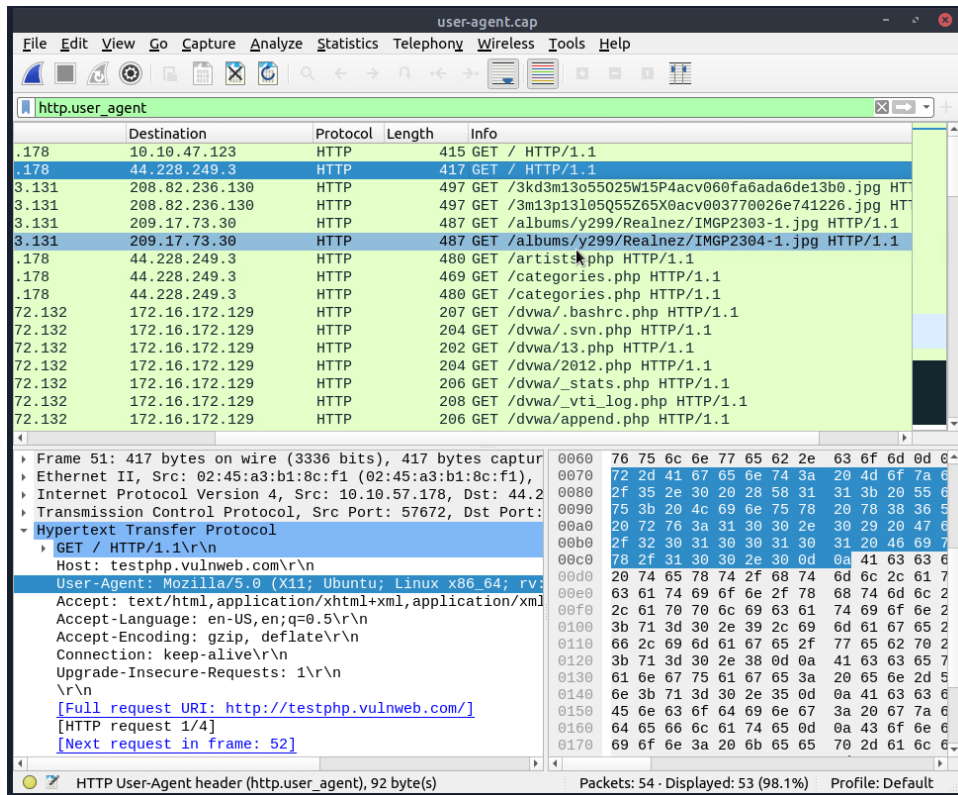 user-agent.cap
File Edit View Go Capture Analyze Statistics Telephony Wireless Tools Help
http.user_agent
Destination Protocol Length Info
.178 10.10.47.123 HTTP 415 GET / HTTP/1.1
.178 44.228.249.3 HTTP 417 GET / HTTP/1.1
3.131 208.82.236.130 HTTP 497 GET /3kd3m13o55O25W15P4acv060fa6ada6de13b0.jpg HTT
3.131 208.82.236.130 HTTP 497 GET /3m13p13l05Q55Z65X0acv003770026e741226.jpg HTT
3.131 209.17.73.30 HTTP 487 GET /albums/y299/Realnez/IMGP2303-1.jpg HTTP/1.1
3.131 209.17.73.30 HTTP 487 GET /albums/y299/Realnez/IMGP2304-1.jpg HTTP/1.1
.178 44.228.249.3 HTTP 480 GET /artists.php HTTP/1.1
.178 44.228.249.3 HTTP 469 GET /categories.php HTTP/1.1
.178 44.228.249.3 HTTP 480 GET /categories.php HTTP/1.1
72.132 172.16.172.129 HTTP 207 GET /dvwa/.bashrc.php HTTP/1.1
72.132 172.16.172.129 HTTP 204 GET /dvwa/.svn.php HTTP/1.1
72.132 172.16.172.129 HTTP 202 GET /dvwa/13.php HTTP/1.1
72.132 172.16.172.129 HTTP 204 GET /dvwa/2012.php HTTP/1.1
72.132 172.16.172.129 HTTP 206 GET /dvwa/_stats.php HTTP/1.1
72.132 172.16.172.129 HTTP 208 GET /dvwa/_vti_log.php HTTP/1.1
72.132 172.16.172.129 HTTP 206 GET /dvwa/append.php HTTP/1.1
Frame 51: 417 bytes on wire (3336 bits), 417 bytes captur
Ethernet II, Src: 02:45:a3:b1:8c:f1 (02:45:a3:b1:8c:f1),
Internet Protocol Version 4, Src: 10.10.57.178, Dst: 44.2
Transmission Control Protocol, Src Port: 57672, Dst Port:
Hypertext Transfer Protocol
GET / HTTP/1.1\r\n
Host: testphp.vulnweb.com\r\n
User-Agent: Mozilla/5.0 (X11; Ubuntu; Linux x86_64; rv:
Accept: text/html,application/xhtml+xml,application/xml
Accept-Language: en-US,en;q=0.5\r\n
Accept-Encoding: gzip, deflate\r\n
Connection: keep-alive\r\n
Upgrade-Insecure-Requests: 1\r\n
\r\n
[Full request URI: http://testphp.vulnweb.com/]
[HTTP request 1/4]
[Next request in frame: 52]
0060 76 75 6c 6e 77 65 62 2e 63 6f 6d 0d
0070 72 2d 41 67 65 6e 74 3a 20 4d 6f 7a 6
0080 2f 35 2e 30 20 28 58 31 31 3b 20 55 6
0090 75 3b 20 4c 69 6e 75 78 20 78 38 36 5
00a0 20 72 76 3a 31 30 30 2e 30 29 20 47 6
00b0 2f 32 30 31 30 30 31 30 31 20 46 69 7
00c0 78 2f 31 30 30 2e 30 0d 0a 41 63 63 6
00d0 20 74 65 78 74 2f 68 74 6d 6c 2c 61 7
00e0 63 61 74 69 6f 6e 2f 78 68 74 6d 6c 2
00f0 2c 61 70 70 6c 69 63 61 74 69 6f 6e 2
0100 3b 71 3d 30 2e 39 2c 69 6d 61 67 65 2
0110 66 2c 69 6d 61 67 65 2f 77 65 62 70 2
0120 3b 71 3d 30 2e 38 0d 0a 41 63 63 65 7
0130 61 6e 67 75 61 67 65 3a 20 65 6e 2d 5
0140 6e 3b 71 3d 30 2e 35 0d 0a 41 63 63 6
0150 45 6e 63 6f 64 69 6e 67 3a 20 67 7a 6
0160 64 65 66 6c 61 74 65 0d 0a 43 6f 6e 6
0170 69 6f 6e 3a 20 6b 65 65 70 2d 61 6c 6
HTTP User-Agent header (http.user_agent), 92 byte(s) Packets: 54 · Displayed: 53 (98.1%) Profile: Default